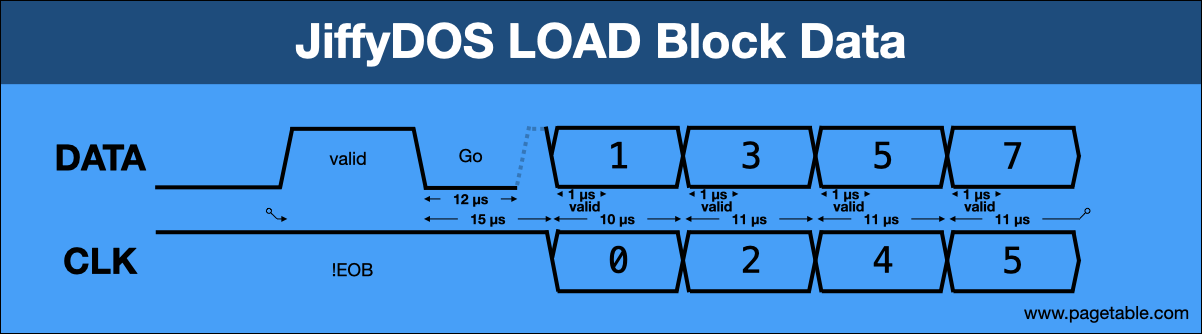 JiffyDOS LOAD Block Data
DATA
valid
Go
1
3
5
7
12 µs
1 µs
1 µs
1 µs
1 µs
valid
valid
valid
valid
15 µs
10 µs
11 µs
11 µs
11 µs
CLK
!EOB
0
2
4
5
www.pagetable.com